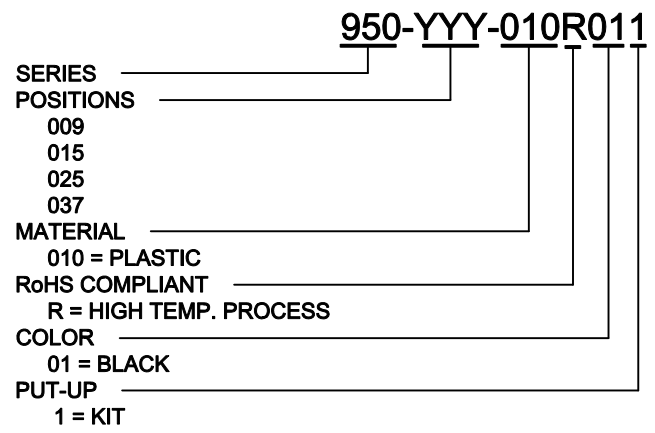 950-YYY-010R011
SERIES
POSITIONS
009
015
025
037
MATERIAL
010 = PLASTIC
RoHS COMPLIANT
R = HIGH TEMP. PROCESS
COLOR
01 = BLACK
PUT-UP
1 = KIT